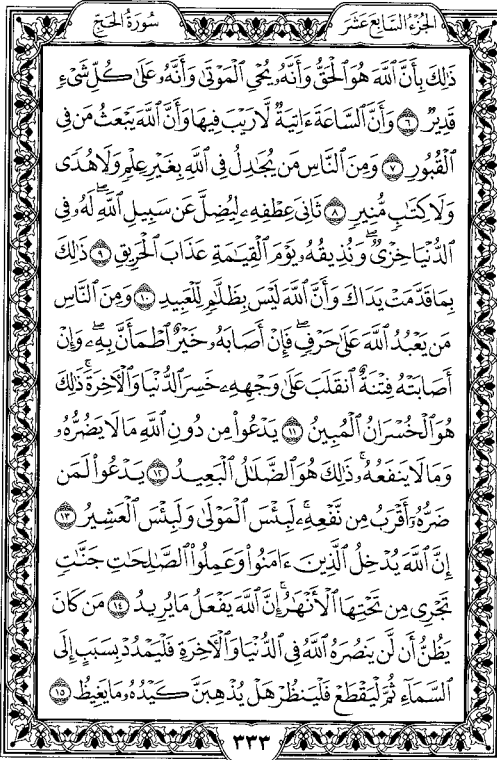 الجزء السابع عشر
سورة الحج
ذَٰلِكَ بِأَنَّ ٱللَّهَ هُوَ ٱلْحَقُّ وَأَنَّهُۥ يُحْىِ ٱلْمَوْتَىٰ وَأَنَّهُۥ عَلَىٰ كُلِّ شَىْءٍ
قَدِيرٌ ٦ وَأَنَّ ٱلسَّاعَةَ ءَاتِيَةٌ لَّا رَيْبَ فِيهَا وَأَنَّ ٱللَّهَ يَبْعَثُ مَن فِى
ٱلْقُبُورِ ٧ وَمِنَ ٱلنَّاسِ مَن يُجَٰدِلُ فِى ٱللَّهِ بِغَيْرِ عِلْمٍ وَلَا هُدًى
وَلَا كِتَٰبٍ مُّنِيرٍ ٨ ثَانِىَ عِطْفِهِۦ لِيُضِلَّ عَن سَبِيلِ ٱللَّهِ ۖ لَهُۥ فِى
ٱلدُّنْيَا خِزْىٌ ۖ وَنُذِيقُهُۥ يَوْمَ ٱلْقِيَٰمَةِ عَذَابَ ٱلْحَرِيقِ ٩ ذَٰلِكَ
بِمَا قَدَّمَتْ يَدَاكَ وَأَنَّ ٱللَّهَ لَيْسَ بِظَلَّٰمٍ لِّلْعَبِيدِ ١٠ وَمِنَ ٱلنَّاسِ
مَن يَعْبُدُ ٱللَّهَ عَلَىٰ حَرْفٍ ۖ فَإِنْ أَصَابَهُۥ خَيْرٌ ٱطْمَأَنَّ بِهِۦ ۖ وَإِنْ
أَصَابَتْهُ فِتْنَةٌ ٱنقَلَبَ عَلَىٰ وَجْهِهِۦ خَسِرَ ٱلدُّنْيَا وَٱلْءَاخِرَةَ ۚ ذَٰلِكَ
هُوَ ٱلْخُسْرَانُ ٱلْمُبِينُ ١١ يَدْعُوا۟ مِن دُونِ ٱللَّهِ مَا لَا يَضُرُّهُۥ
وَمَا لَا يَنفَعُهُۥ ۚ ذَٰلِكَ هُوَ ٱلضَّلَٰلُ ٱلْبَعِيدُ ١٢ يَدْعُوا۟ لَمَن
ضَرُّهُۥٓ أَقْرَبُ مِن نَّفْعِهِۦ ۚ لَبِئْسَ ٱلْمَوْلَىٰ وَلَبِئْسَ ٱلْعَشِيرُ ١٣
إِنَّ ٱللَّهَ يُدْخِلُ ٱلَّذِينَ ءَامَنُوا۟ وَعَمِلُوا۟ ٱلصَّٰلِحَٰتِ جَنَّٰتٍ
تَجْرِى مِن تَحْتِهَا ٱلْأَنْهَٰرُ ۚ إِنَّ ٱللَّهَ يَفْعَلُ مَا يُرِيدُ ١٤ مَن كَانَ
يَظُنُّ أَن لَّن يَنصُرَهُ ٱللَّهُ فِى ٱلدُّنْيَا وَٱلْءَاخِرَةِ فَلْيَمْدُدْ بِسَبَبٍ إِلَى
ٱلسَّمَآءِ ثُمَّ لْيَقْطَعْ فَلْيَنظُرْ هَلْ يُذْهِبَنَّ كَيْدُهُۥ مَا يَغِيظُ ١٥
٣٣٣